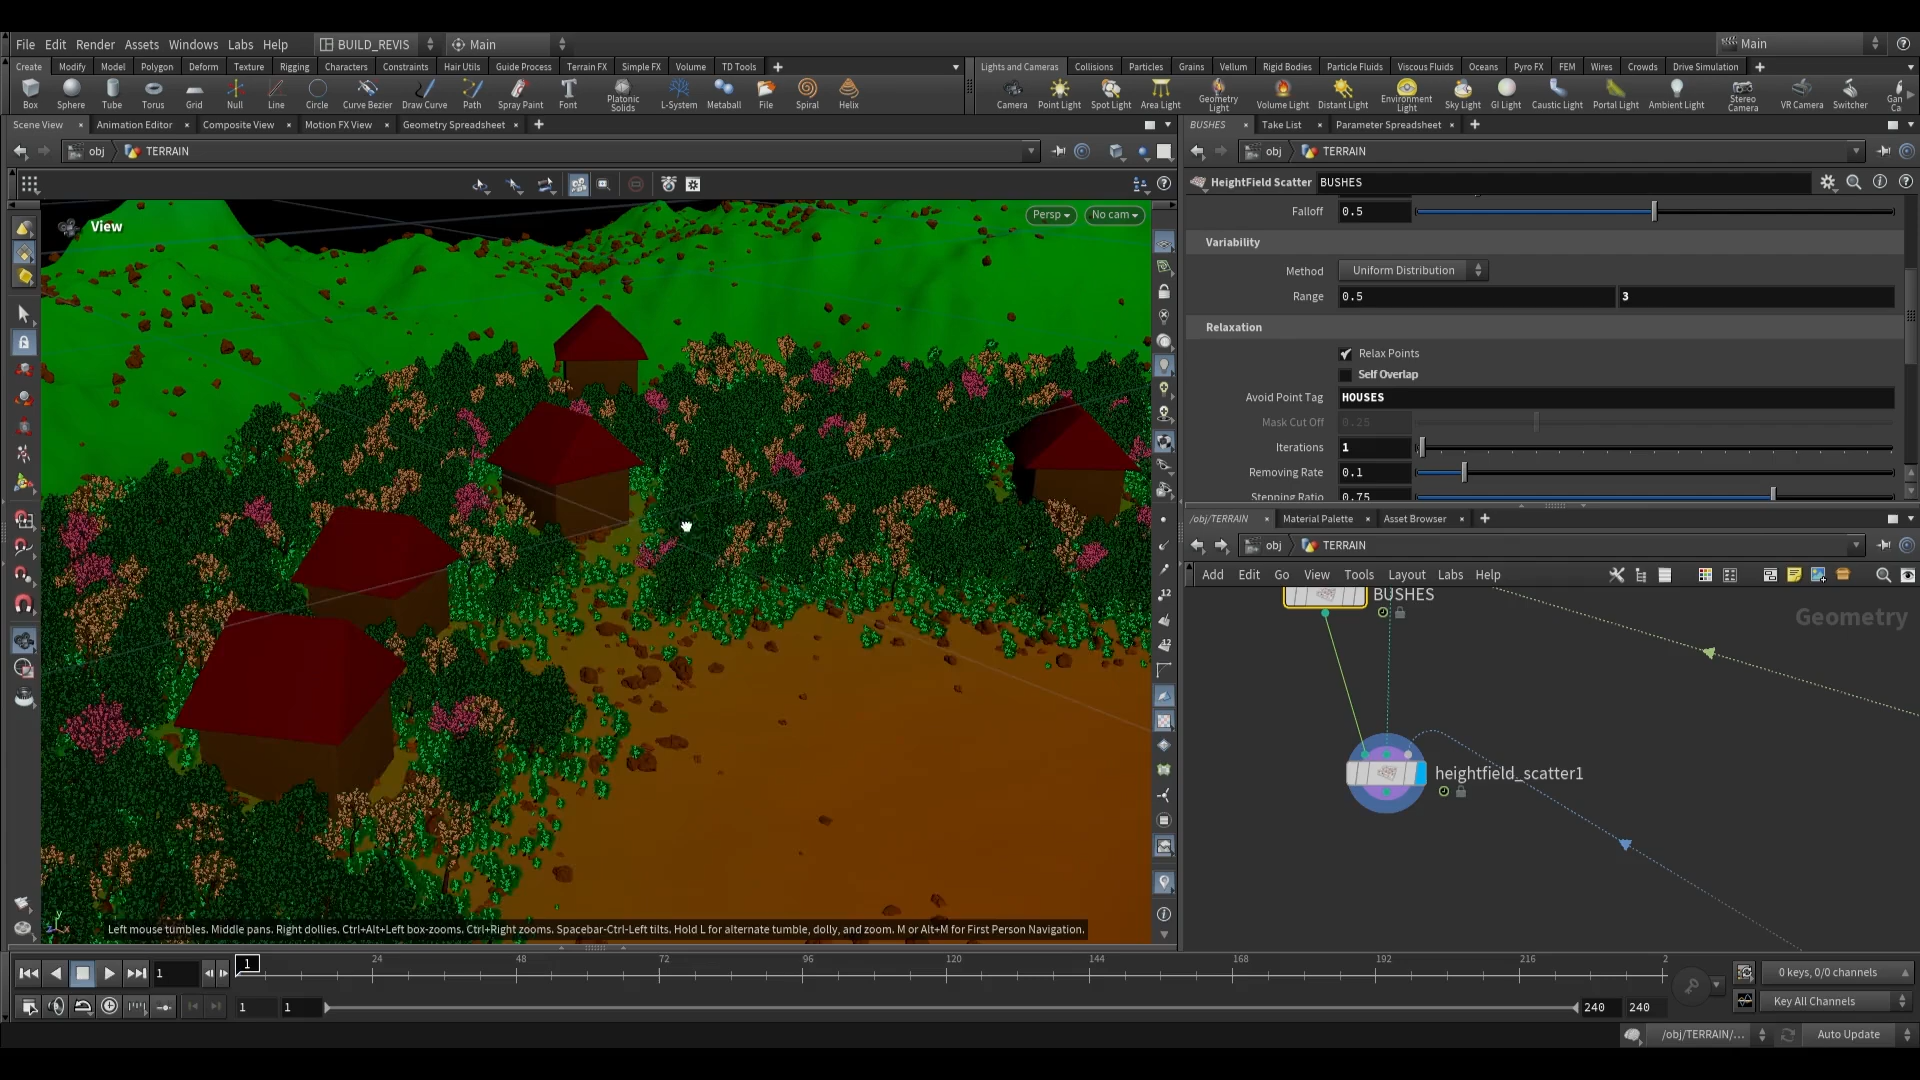 File Edit Render Assets Windows Labs Help BUILD_REVIS Main Main
Create Modify Model Polygon Deform Texture Rigging Characters Constraints Hair Utils Guide Process Terrain FX Simple FX Volume TD Tools
Lights and Cameras Collisions Particles Grains Vellum Rigid Bodies Particle Fluids Viscous Fluids Oceans Pyro FX FEM Wires Crowds Drive Simulation
Box Sphere Tube Torus Grid Null Line Circle Curve Bezier Draw Curve Path Spray Paint Font Platonic Solids L-System Metaball File Spiral Helix
Camera Point Light Spot Light Area Light Geometry Light Volume Light Distant Light Environment Light Sky Light GI Light Caustic Light Portal Light Ambient Light Stereo Camera VR Camera Switcher
Scene View Animation Editor Composite View Motion FX View Geometry Spreadsheet
BUSHES Take List Parameter Spreadsheet
obj TERRAIN
obj TERRAIN
HeightField Scatter BUSHES
View
Persp No cam
Falloff 0.5
Variability
Method Uniform Distribution
Range 0.5 3
Relaxation
Relax Points
Self Overlap
Avoid Point Tag HOUSES
Mask Cut Off 0.25
Iterations 1
Removing Rate 0.1
Stepping Ratio 0.75
/obj/TERRAIN Material Palette Asset Browser
obj TERRAIN
Add Edit Go View Tools Layout Labs Help
BUSHES
Geometry
heightfield_scatter1
Left mouse tumbles. Middle pans. Right dollies. Ctrl+Alt+Left box-zooms. Ctrl+Right zooms. Spacebar-Ctrl-Left tilts. Hold L for alternate tumble, dolly, and zoom. M or Alt+M for First Person Navigation.
1 1 24 48 72 96 120 144 168 192 216 2
0 keys, 0/0 channels
1 1 240 240
Key All Channels
/obj/TERRAIN/... Auto Update